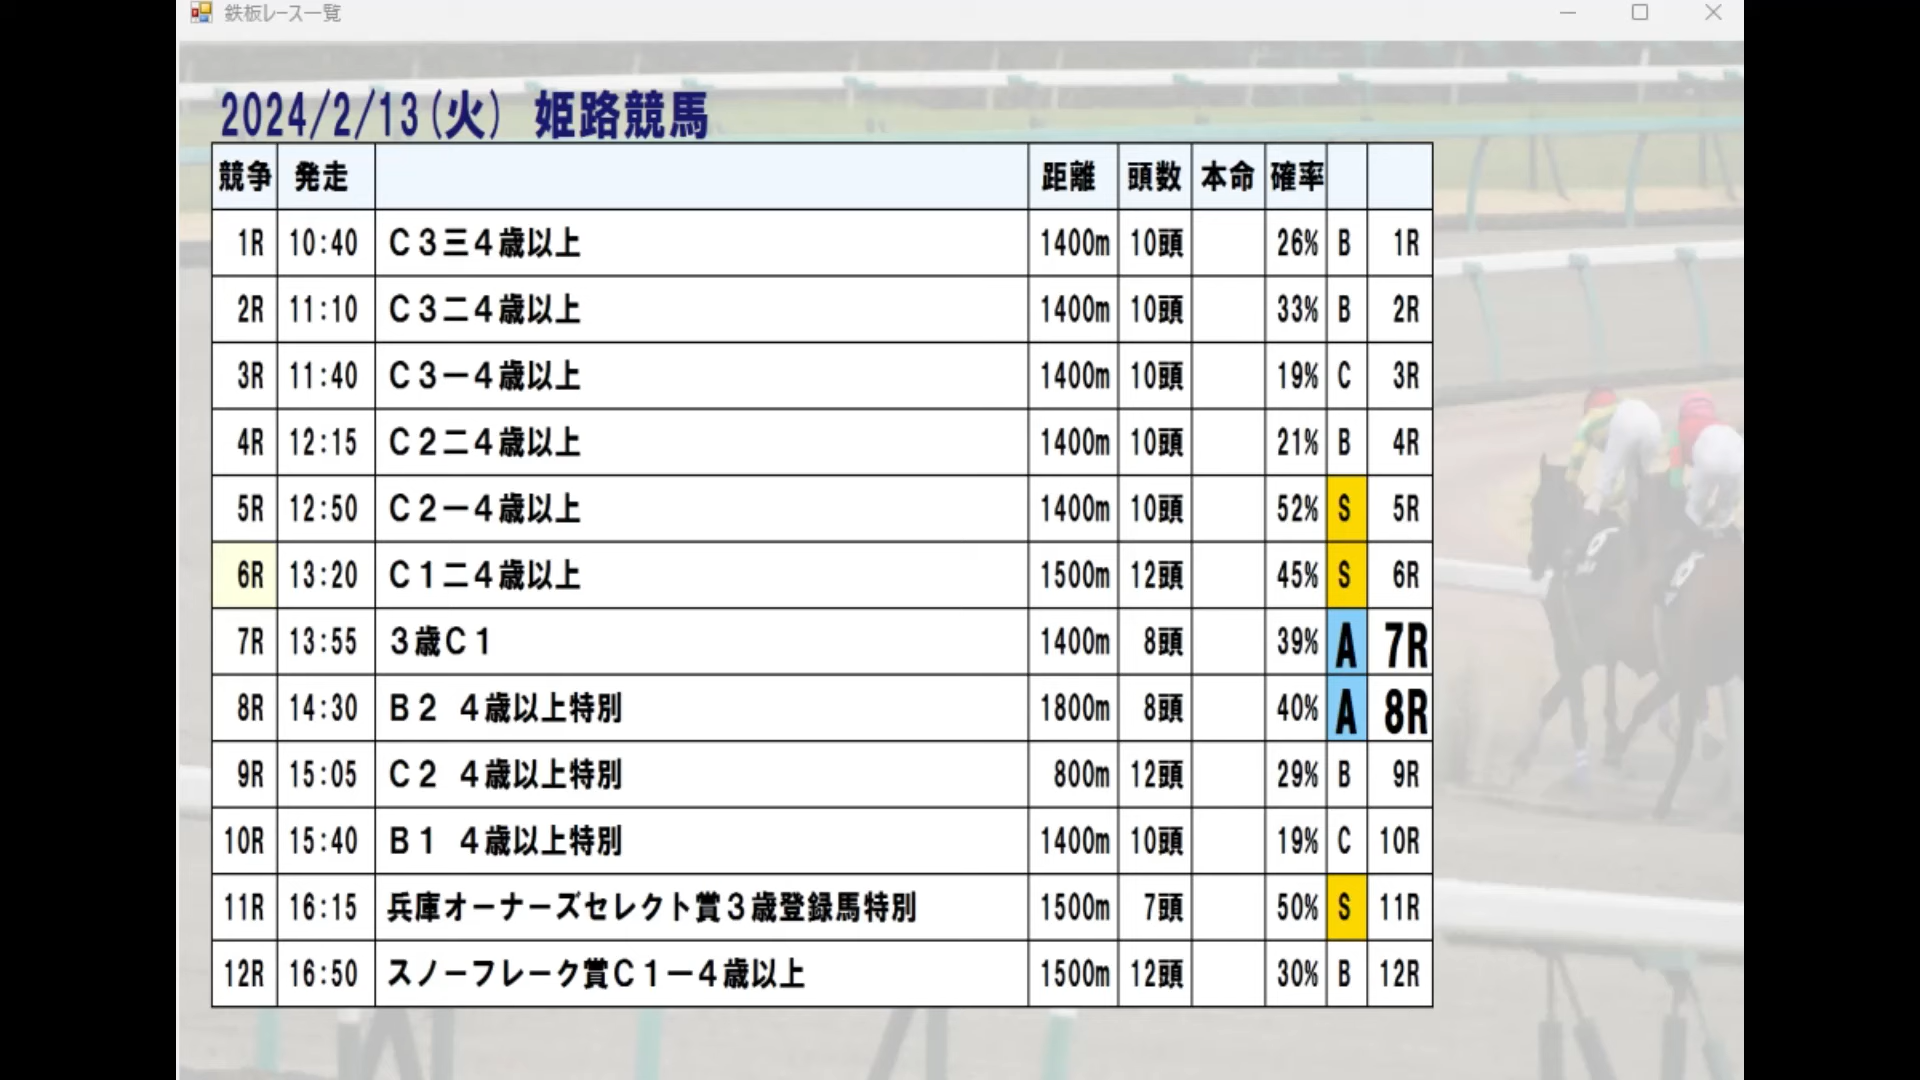 鉄板レース一覧
2024/2/13(火) 姫路競馬
競争 発走 距離 頭数 本命 確率
1R 10:40 C3三4歳以上 1400m 10頭 26% B 1R
2R 11:10 C3二4歳以上 1400m 10頭 33% B 2R
3R 11:40 C3一4歳以上 1400m 10頭 19% C 3R
4R 12:15 C2二4歳以上 1400m 10頭 21% B 4R
5R 12:50 C2一4歳以上 1400m 10頭 52% S 5R
6R 13:20 C1二4歳以上 1500m 12頭 45% S 6R
7R 13:55 3歳C1 1400m 8頭 39% A 7R
8R 14:30 B2 4歳以上特別 1800m 8頭 40% A 8R
9R 15:05 C2 4歳以上特別 800m 12頭 29% B 9R
10R 15:40 B1 4歳以上特別 1400m 10頭 19% C 10R
11R 16:15 兵庫オーナーズセレクト賞3歳登録馬特別 1500m 7頭 50% S 11R
12R 16:50 スノーフレーク賞C1一4歳以上 1500m 12頭 30% B 12R